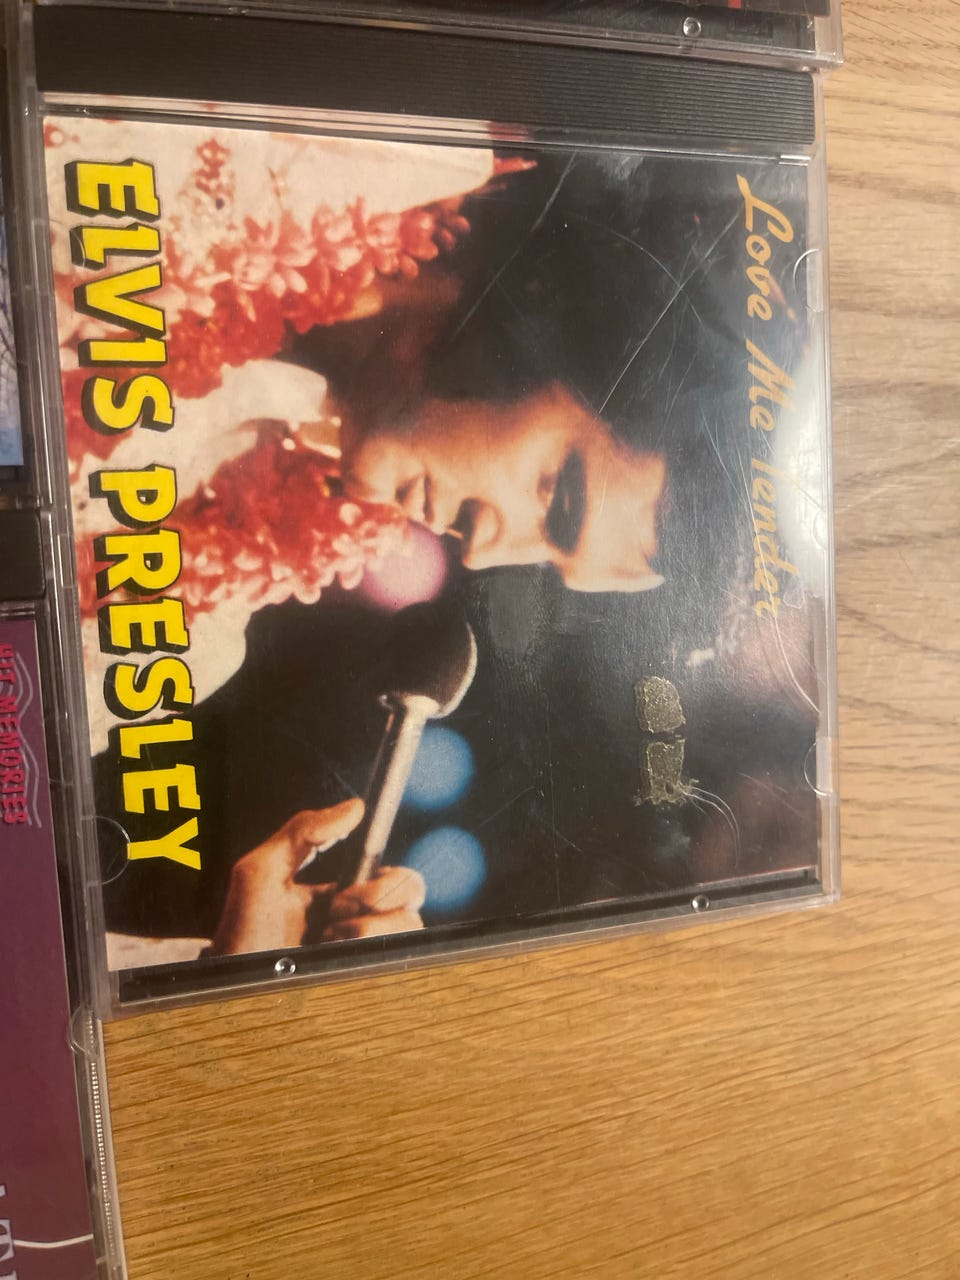 Love Me Tender
ELVIS PRESLEY
HIT MEMORIES